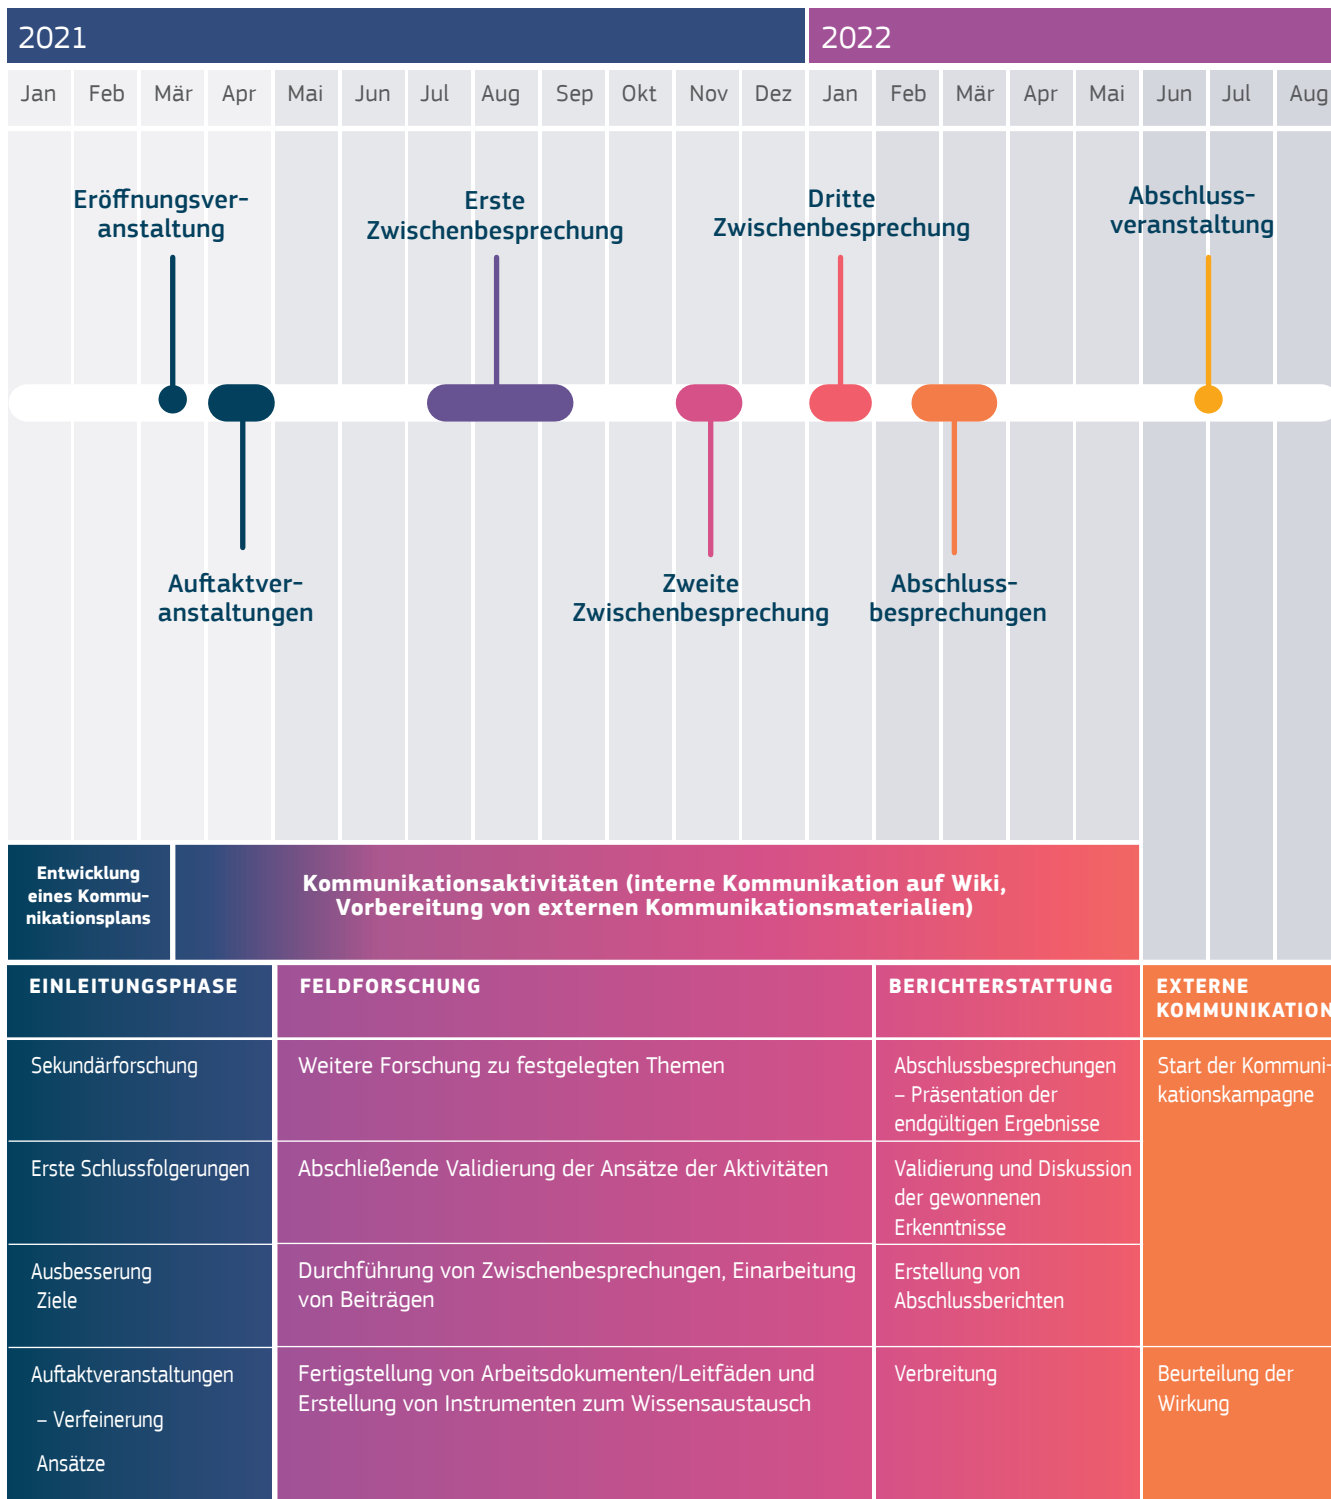 2021
2022
Jan Feb Mär Apr Mai Jun Jul Aug Sep Okt Nov Dez Jan Feb Mär Apr Mai Jun Jul Aug
Eröffnungsver-
anstaltung
Erste
Zwischenbesprechung
Dritte
Zwischenbesprechung
Abschluss-
veranstaltung
Auftaktver-
anstaltungen
Zweite
Zwischenbesprechung
Abschluss-
besprechungen
Entwicklung
eines Kommu-
nikationsplans
Kommunikationsaktivitäten (interne Kommunikation auf Wiki,
Vorbereitung von externen Kommunikationsmaterialien)
EINLEITUNGSPHASE
Sekundärforschung
Erste Schlussfolgerungen
Ausbesserung
Ziele
Auftaktveranstaltungen
– Verfeinerung
Ansätze
FELDFORSCHUNG
Weitere Forschung zu festgelegten Themen
Abschließende Validierung der Ansätze der Aktivitäten
Durchführung von Zwischenbesprechungen, Einarbeitung
von Beiträgen
Fertigstellung von Arbeitsdokumenten/Leitfäden und
Erstellung von Instrumenten zum Wissensaustausch
BERICHTERSTATTUNG
Abschlussbesprechungen
– Präsentation der
endgültigen Ergebnisse
Validierung und Diskussion
der gewonnenen
Erkenntnisse
Erstellung von
Abschlussberichten
Verbreitung
EXTERNE
KOMMUNIKATION
Start der Kommuni-
kationskampagne
Beurteilung der
Wirkung